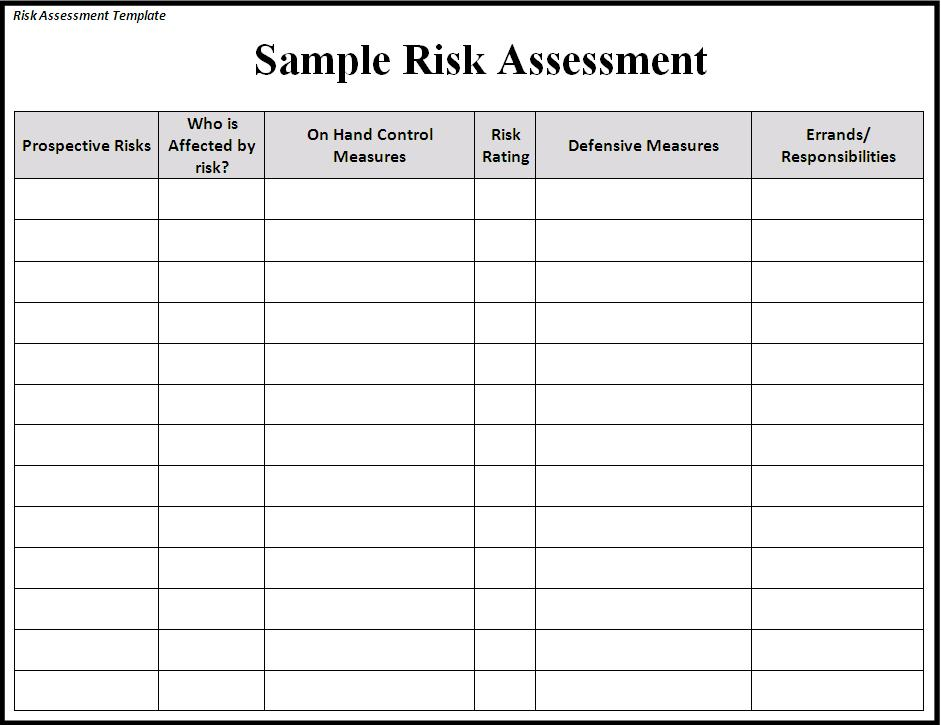 Risk Assessment Template
Sample Risk Assessment
Prospective Risks
Who is
Affected by
risk?
On Hand Control
Measures
Risk
Rating
Defensive Measures
Errands/
Responsibilities